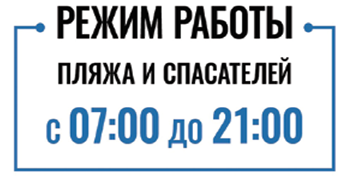 РЕЖИМ РАБОТЫ
ПЛЯЖА И СПАСАТЕЛЕЙ
с 07:00 до 21:00